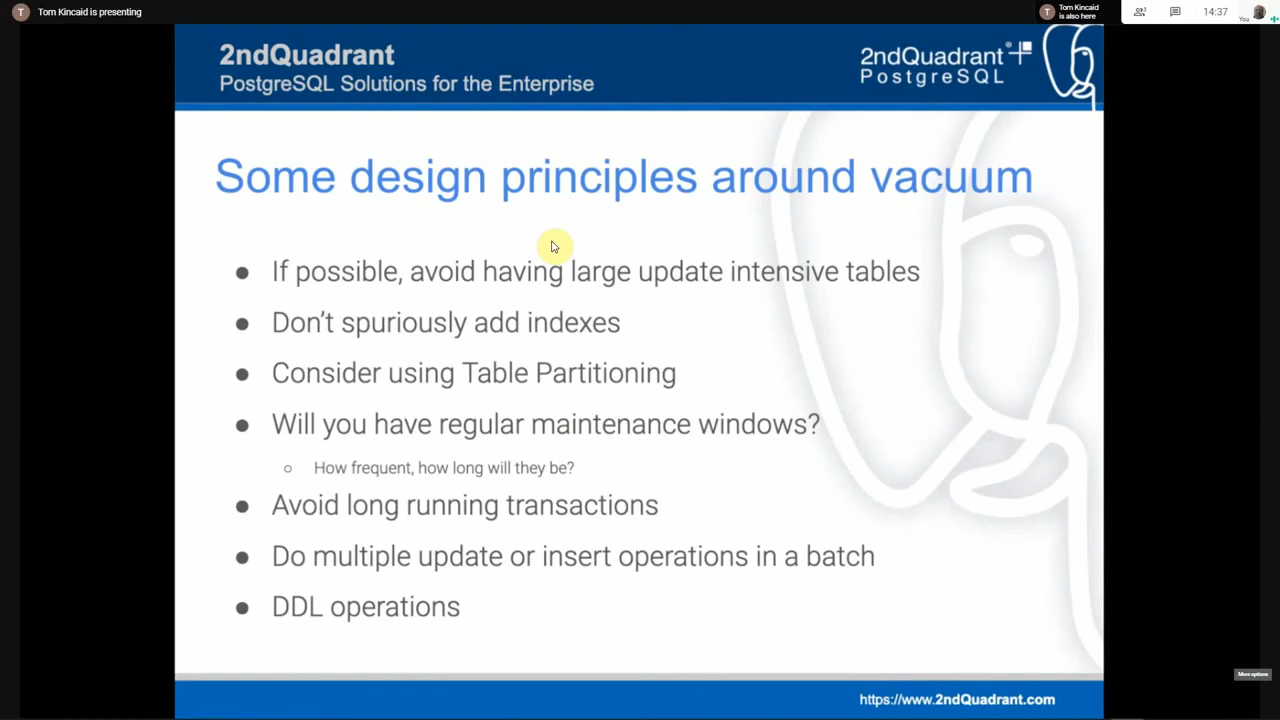 Tom Kincaid is presenting
Tom Kincaid
is also here
3
14:37
You
2ndQuadrant
PostgreSQL Solutions for the Enterprise
2ndQuadrant®
PostgreSQL
Some design principles around vacuum
● If possible, avoid having large update intensive tables
● Don’t spuriously add indexes
● Consider using Table Partitioning
● Will you have regular maintenance windows?
○ How frequent, how long will they be?
● Avoid long running transactions
● Do multiple update or insert operations in a batch
● DDL operations
More options
https://www.2ndQuadrant.com